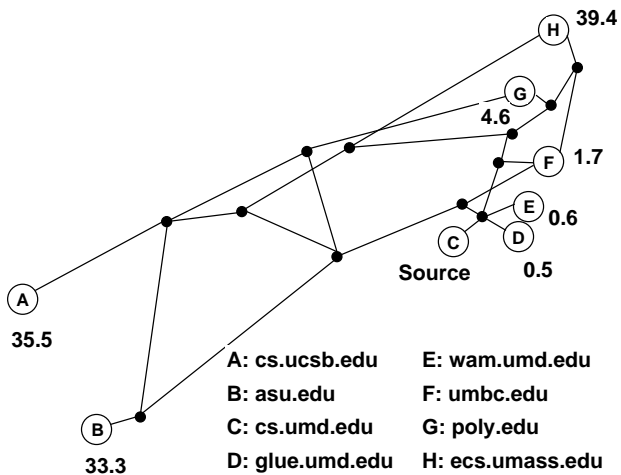 H
39.4
G
4.6
F
1.7
E
0.6
D
0.5
C
Source
A
35.5
B
33.3
A: cs.ucsb.edu
B: asu.edu
C: cs.umd.edu
D: glue.umd.edu
E: wam.umd.edu
F: umbc.edu
G: poly.edu
H: ecs.umass.edu